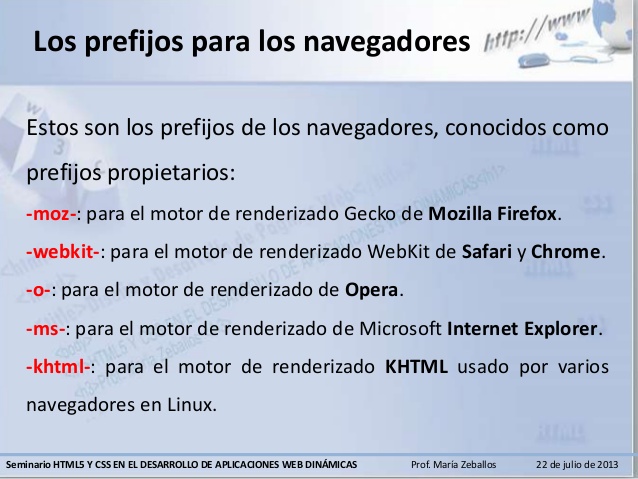 Los prefijos para los navegadores
http://www
Estos son los prefijos de los navegadores, conocidos como
prefijos propietarios:
-moz-: para el motor de renderizado Gecko de Mozilla Firefox.
-webkit-: para el motor de renderizado WebKit de Safari y Chrome.
-o-: para el motor de renderizado de Opera.
-ms-: para el motor de renderizado de Microsoft Internet Explorer.
-khtml-: para el motor de renderizado KHTML usado por varios
navegadores en Linux.
HTML
Seminario HTML5 Y CSS EN EL DESARROLLO DE APLICACIONES WEB DINÁMICAS Prof. María Zeballos 22 de julio de 2013